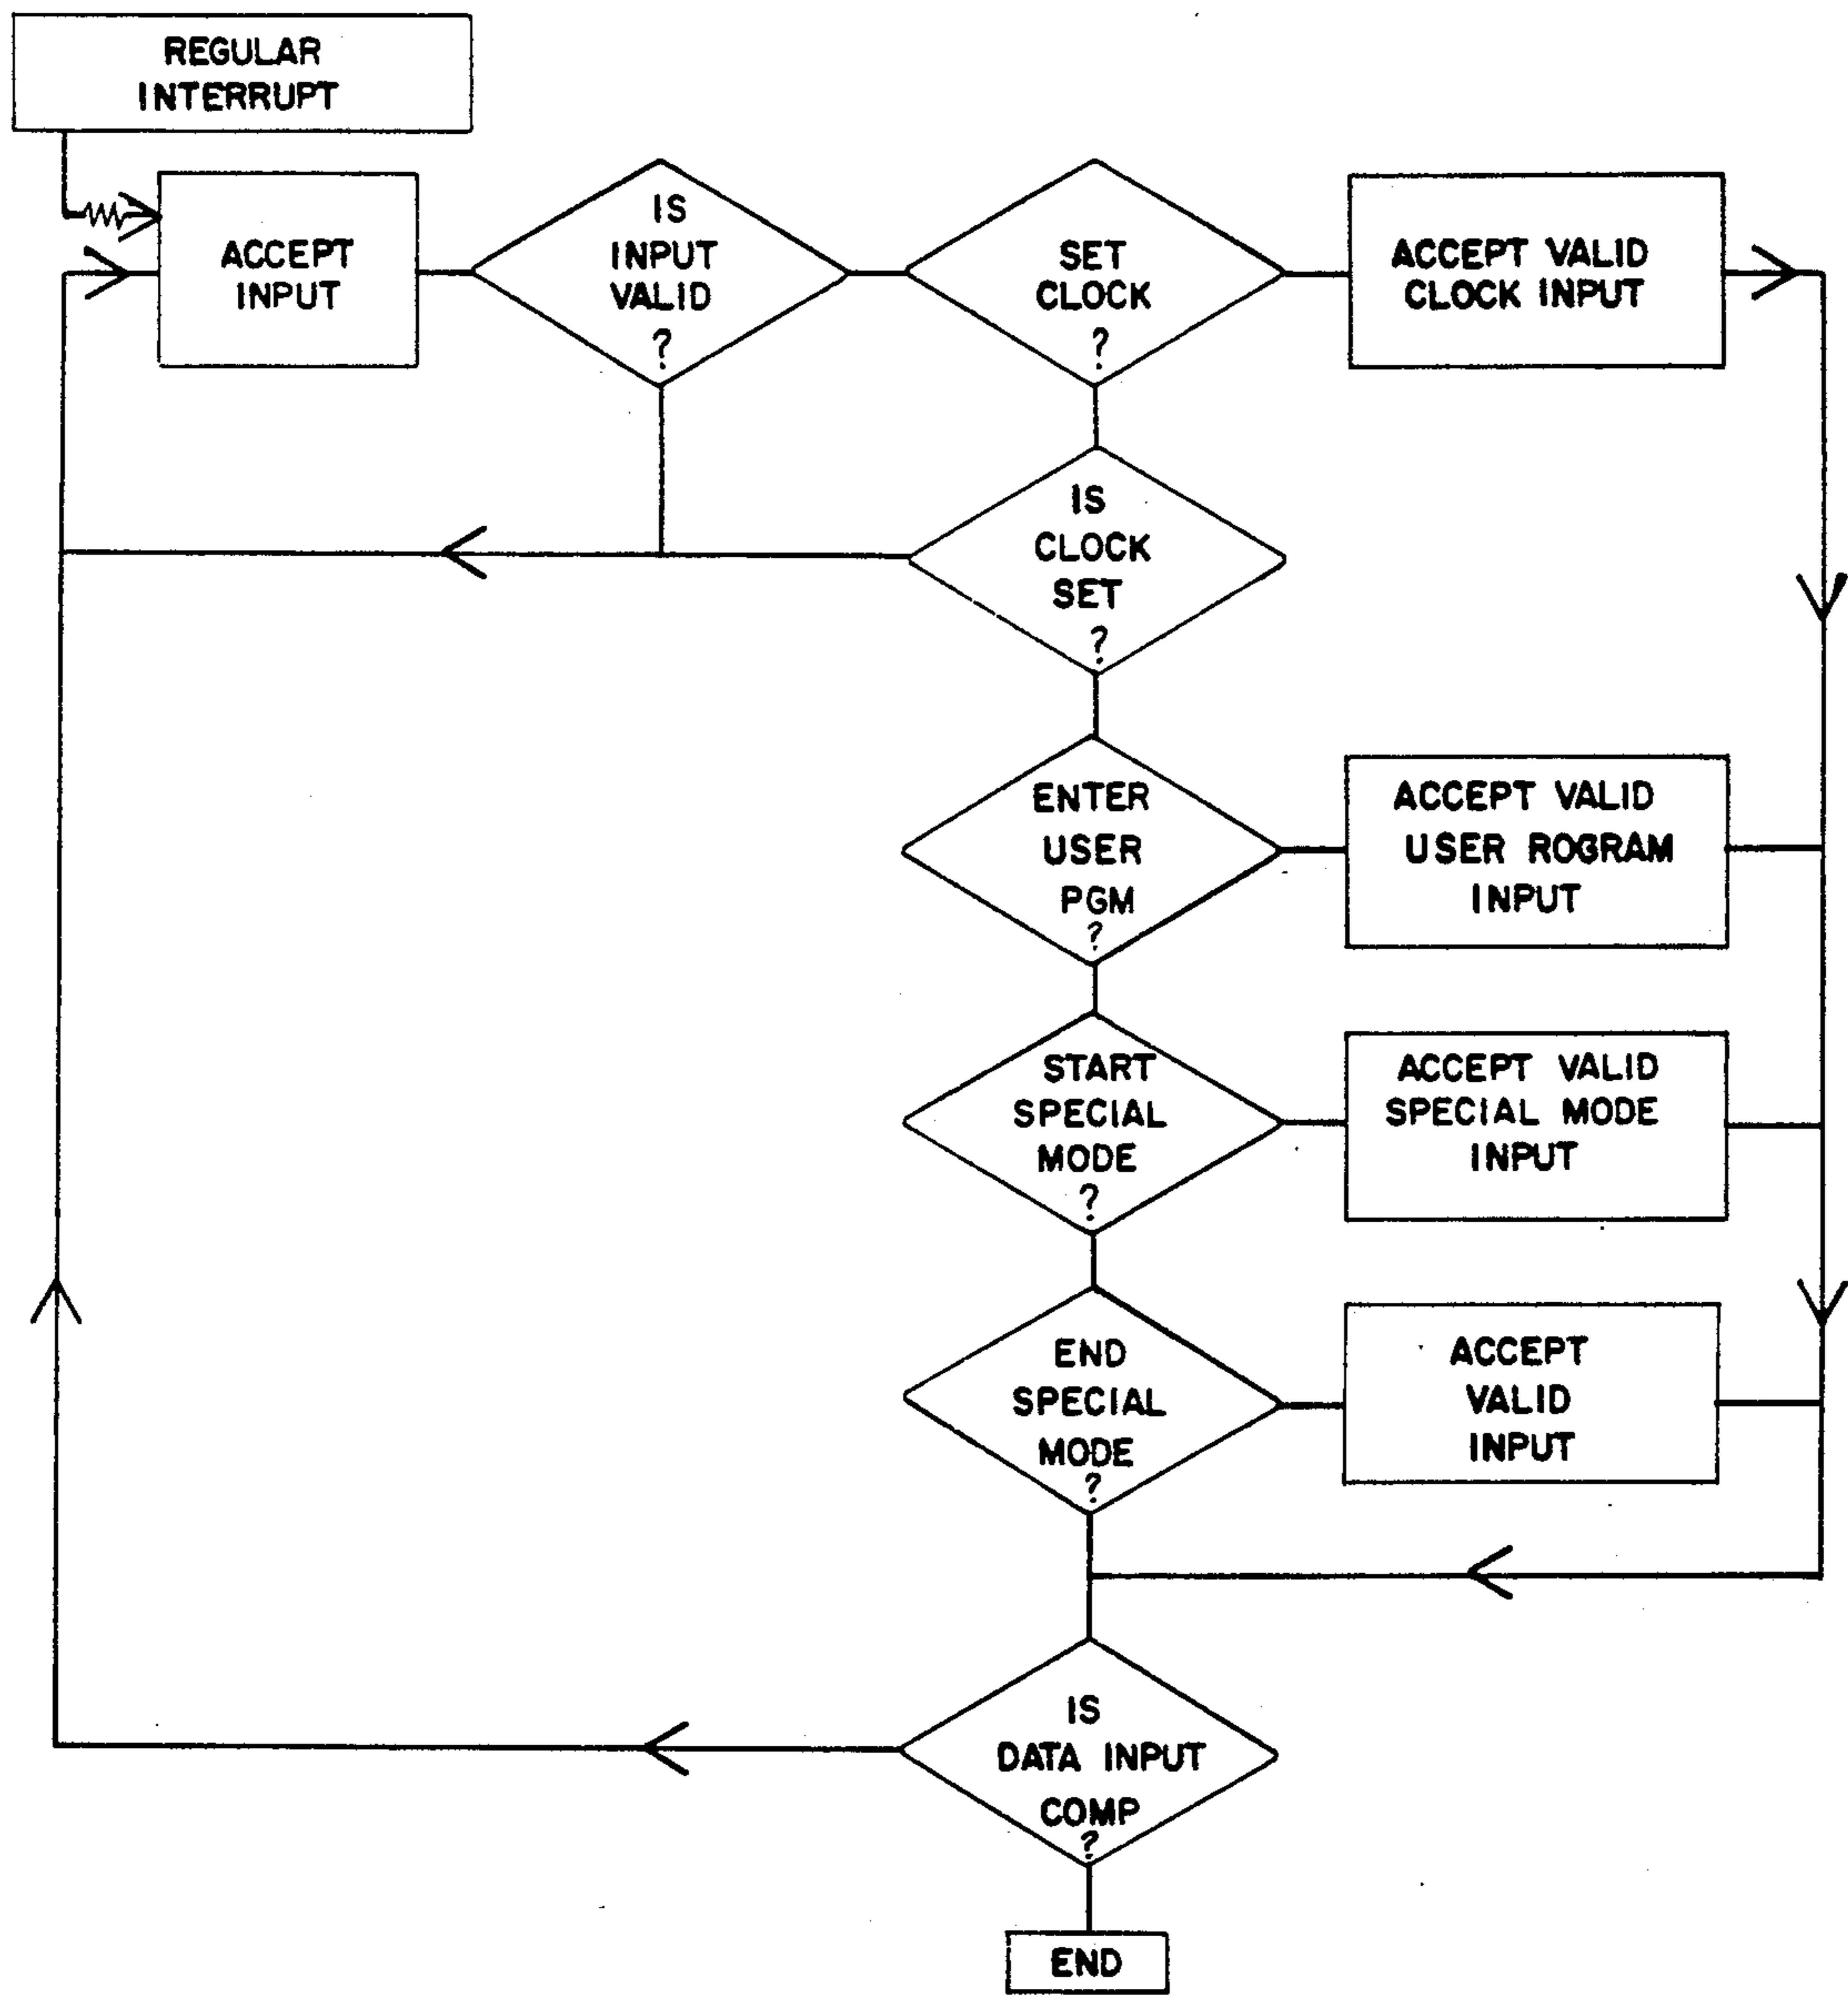 REGULAR
INTERRUPT
ACCEPT
INPUT
IS
INPUT
VALID
?
SET
CLOCK
?
ACCEPT VALID
CLOCK INPUT
IS
CLOCK
SET
?
ENTER
USER
PGM
?
ACCEPT VALID
USER ROGRAM
INPUT
START
SPECIAL
MODE
?
ACCEPT VALID
SPECIAL MODE
INPUT
END
SPECIAL
MODE
?
ACCEPT
VALID
INPUT
IS
DATA INPUT
COMP
?
END